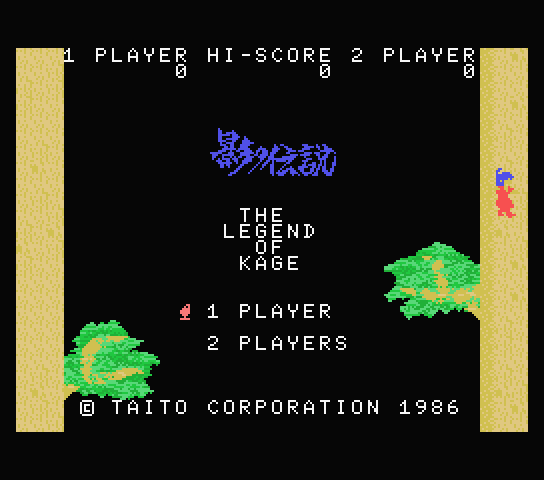 1 PLAYER HI-SCORE 2 PLAYER
0 0 0
影の伝説
THE
LEGEND
OF
KAGE
1 PLAYER
2 PLAYERS
© TAITO CORPORATION 1986